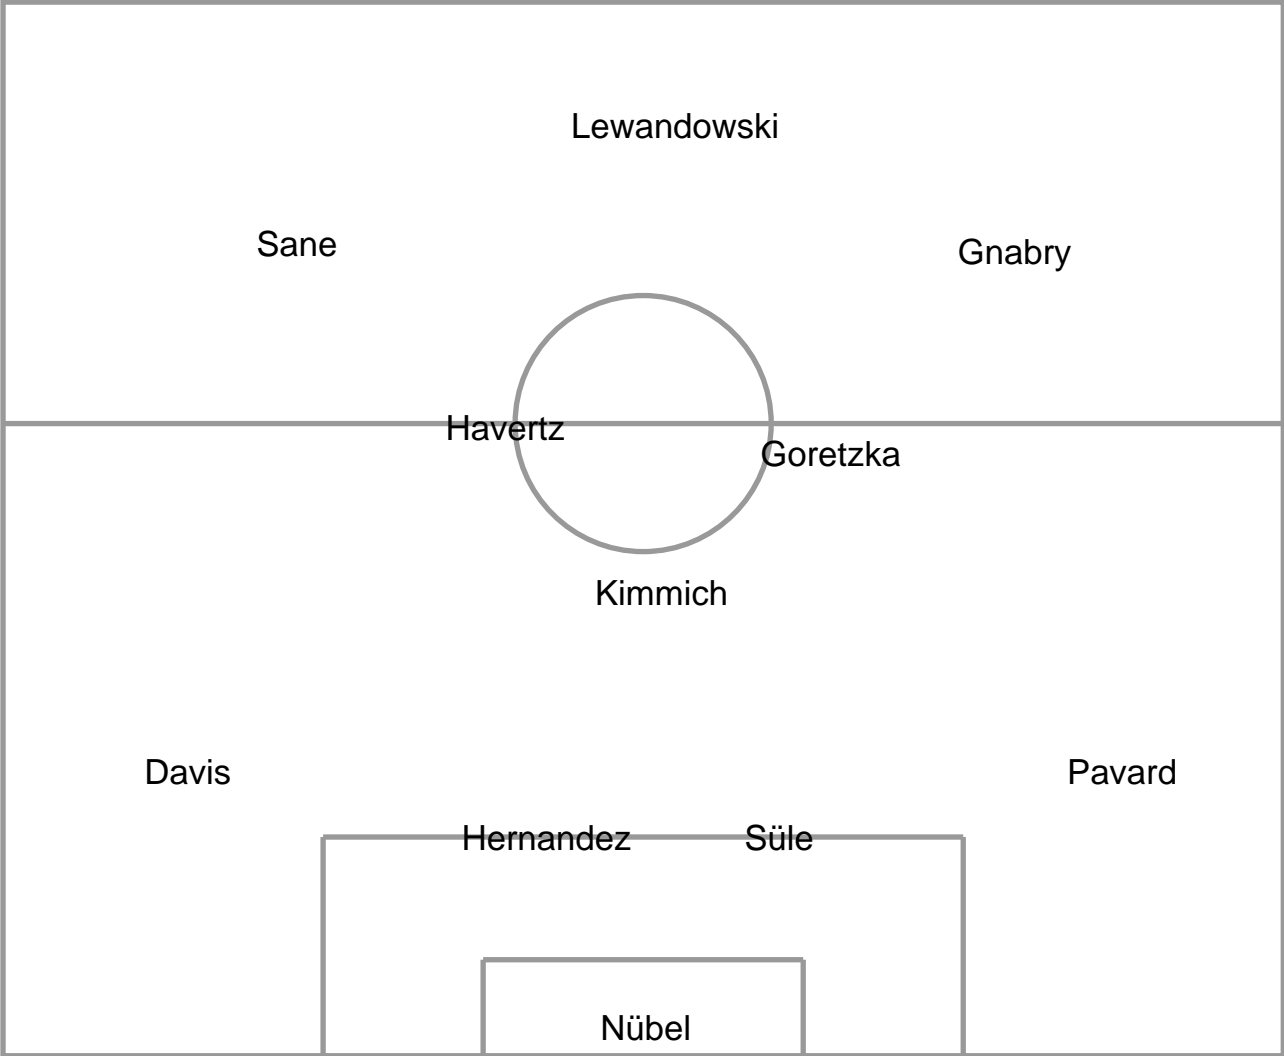 Lewandowski
Sane
Gnabry
Havertz
Goretzka
Kimmich
Davis
Pavard
Hernandez
Süle
Nübel